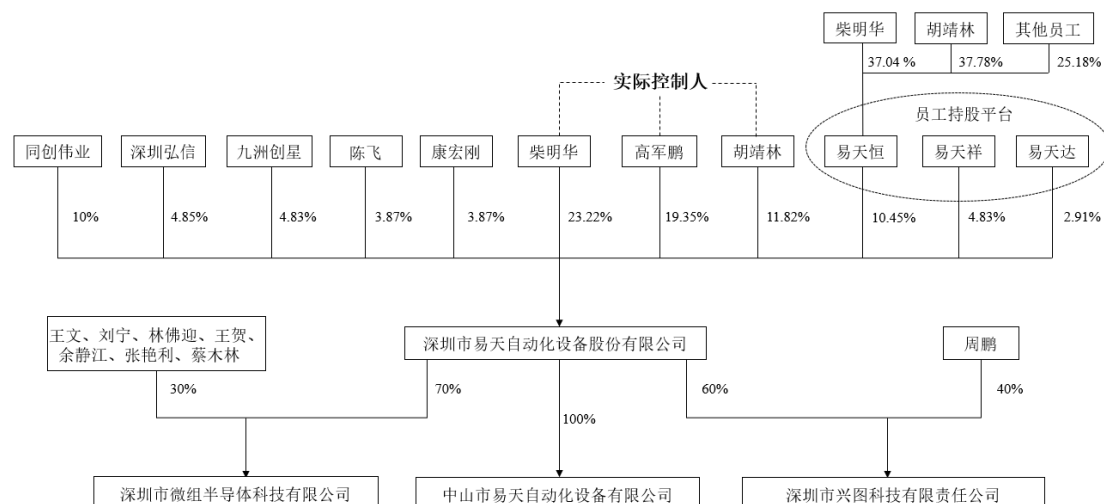 柴明华
胡靖林
其他员工
37.04 %
37.78%
25.18%
实际控制人
员工持股平台
同创伟业
深圳弘信
九洲创星
陈飞
康宏刚
柴明华
高军鹏
胡靖林
易天恒
易天祥
易天达
10%
4.85%
4.83%
3.87%
3.87%
23.22%
19.35%
11.82%
10.45%
4.83%
2.91%
王文、刘宁、林佛迎、王贺、
余静江、张艳利、蔡木林
深圳市易天自动化设备股份有限公司
周鹏
30%
70%
100%
60%
40%
深圳市微组半导体科技有限公司
中山市易天自动化设备有限公司
深圳市兴图科技有限责任公司